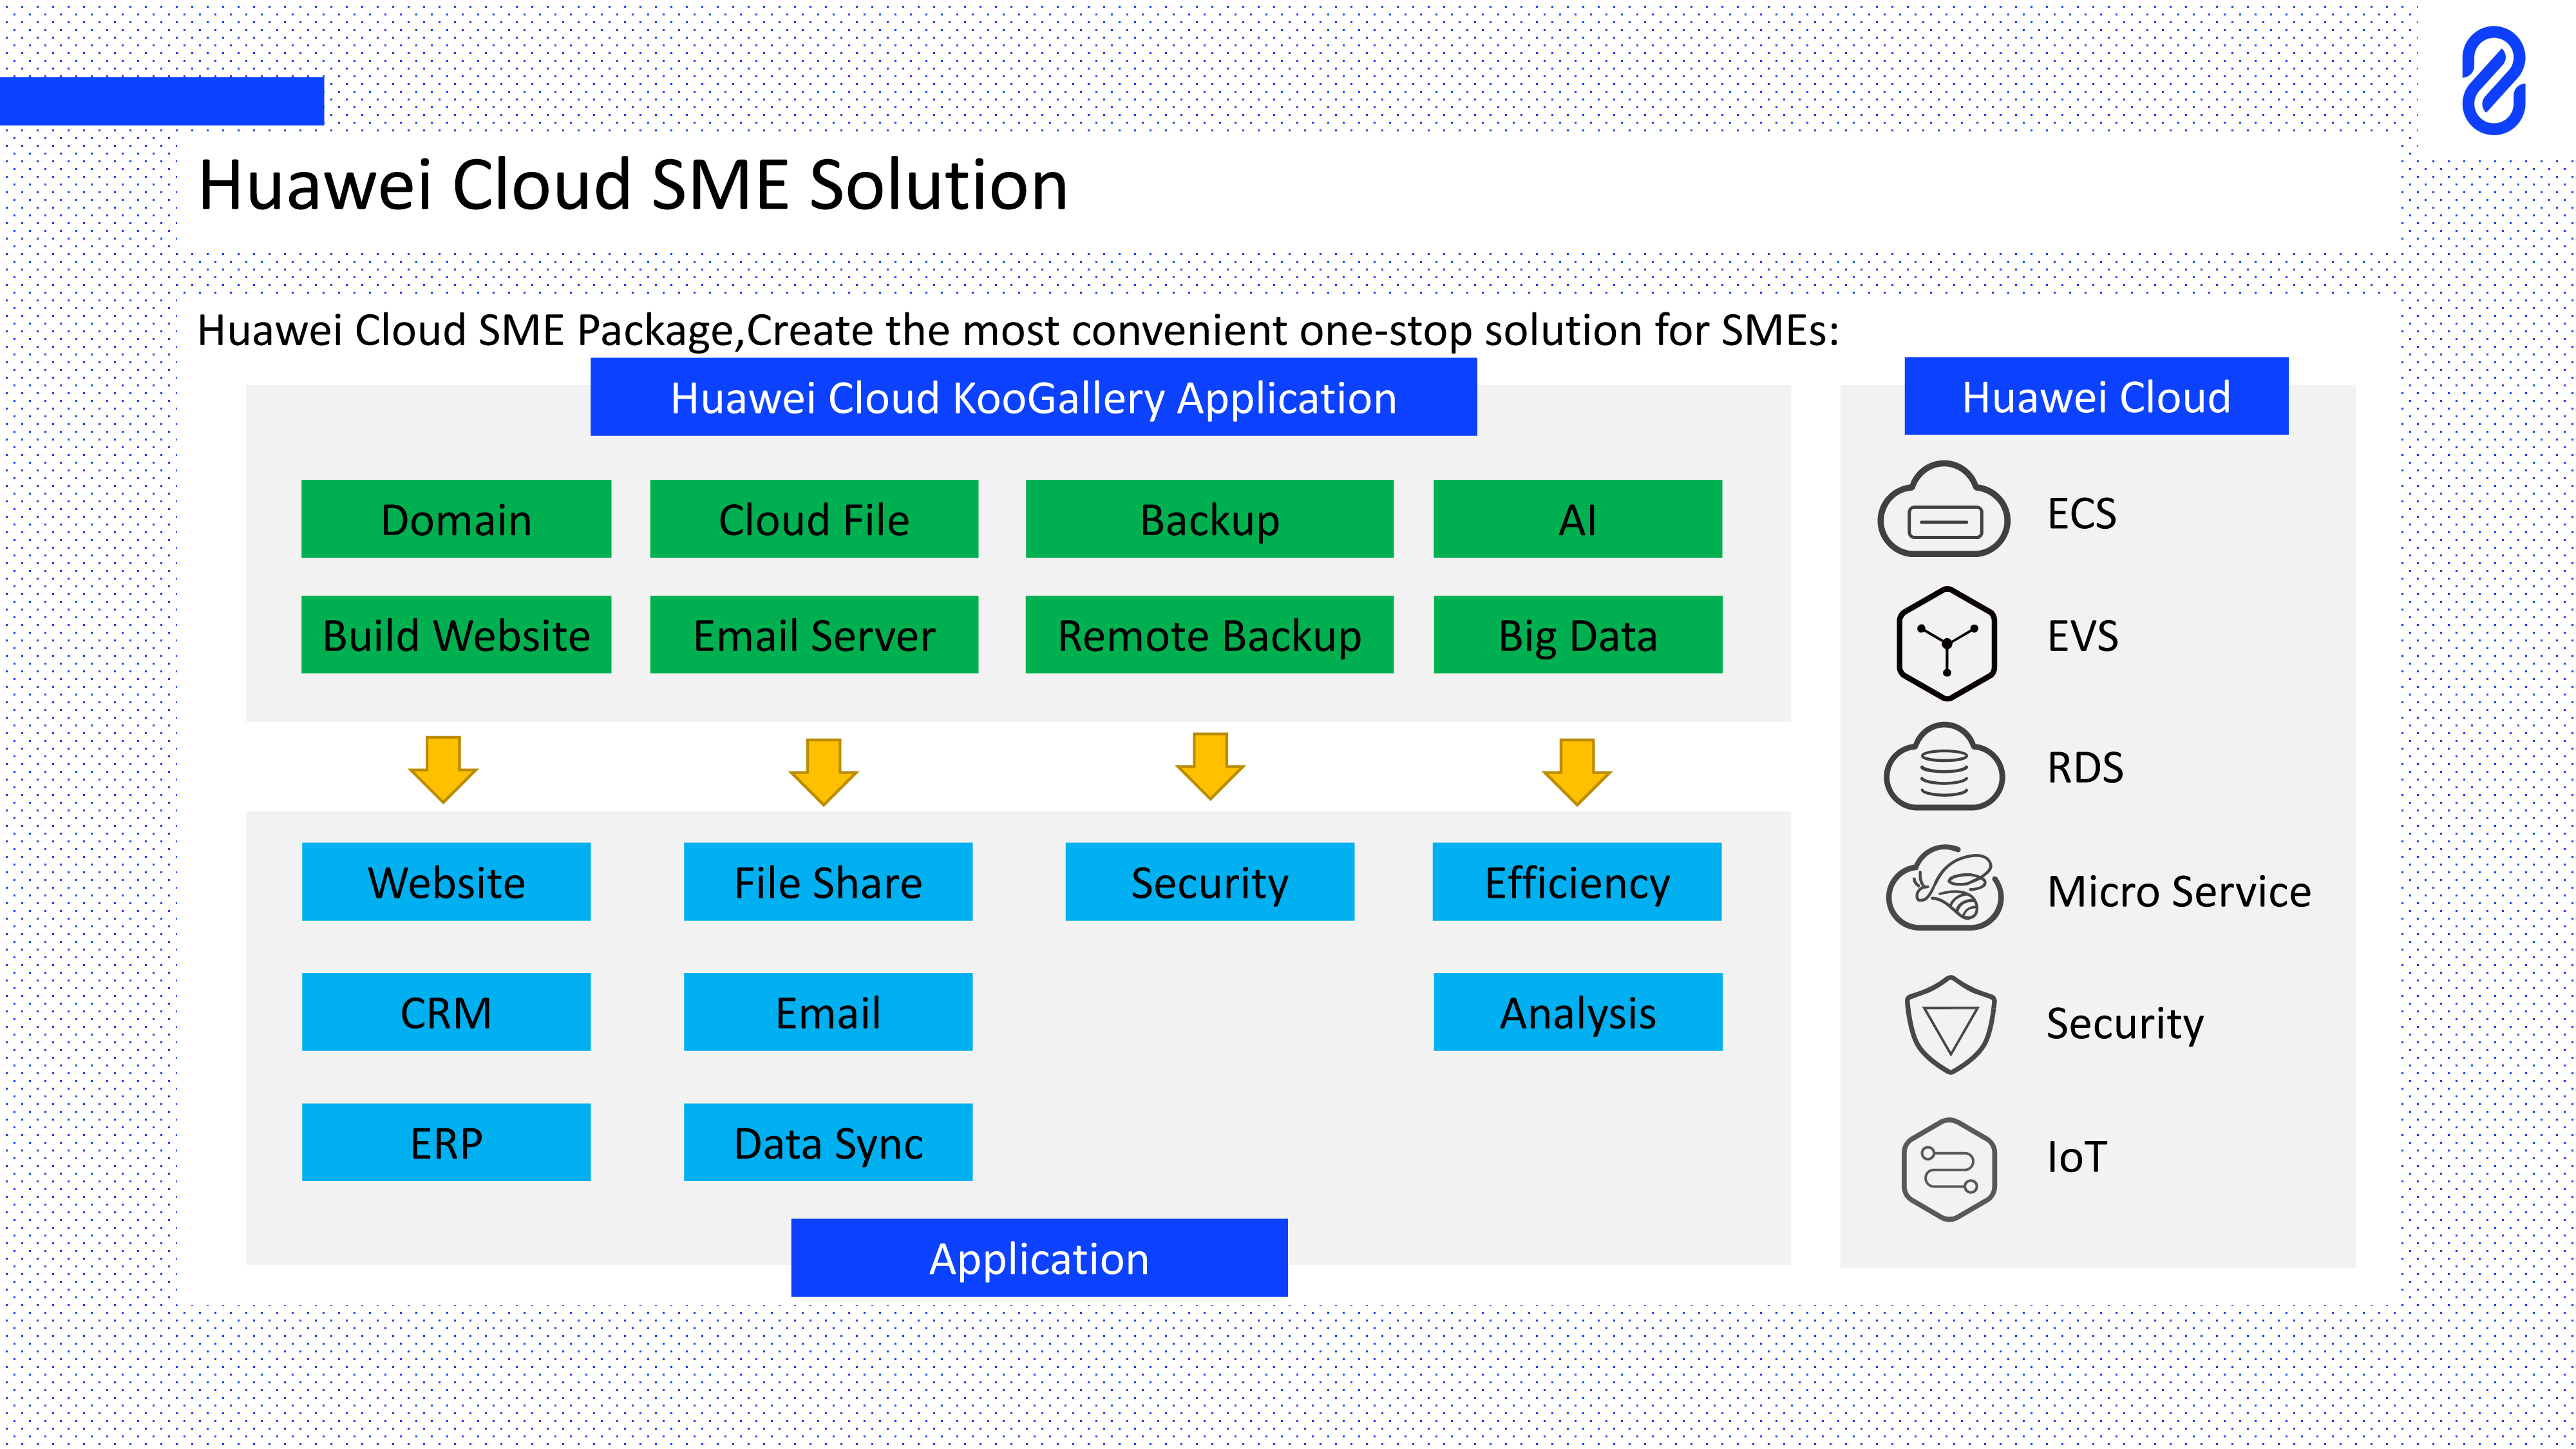 Huawei Cloud SME Solution
Huawei Cloud SME Package,Create the most convenient one-stop solution for SMEs:
Huawei Cloud KooGallery Application
Domain
Cloud File
Backup
AI
Build Website
Email Server
Remote Backup
Big Data
Website
File Share
Security
Efficiency
CRM
Email
Analysis
ERP
Data Sync
Application
Huawei Cloud
ECS
EVS
RDS
Micro Service
Security
IoT